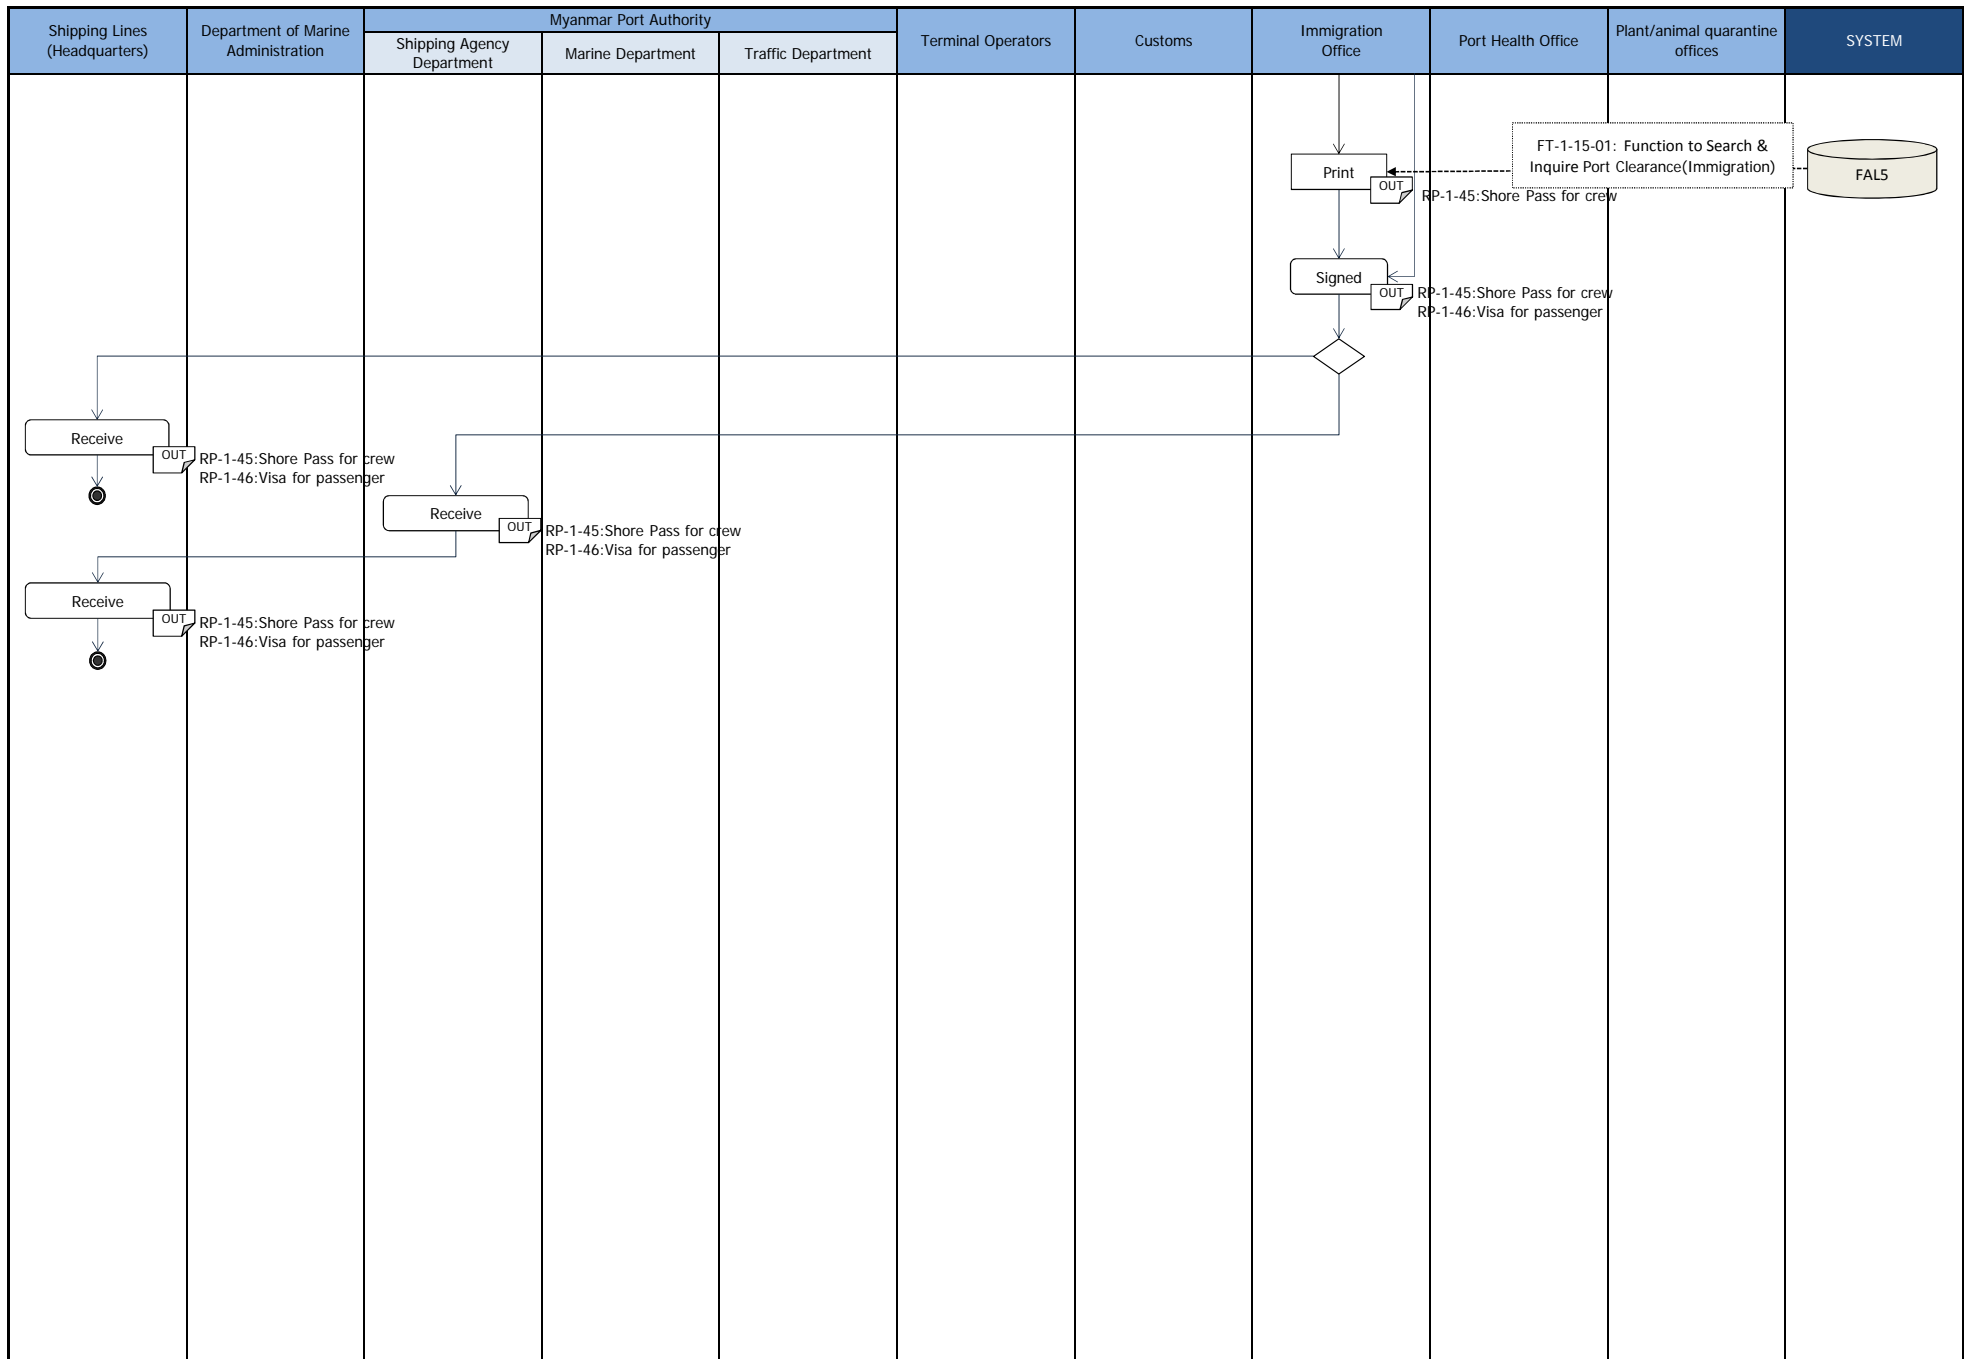 Shipping Lines
(Headquarters)
Department of Marine
Administration
Myanmar Port Authority
Shipping Agency
Department
Marine Department
Traffic Department
Terminal Operators
Customs
Immigration
Office
Port Health Office
Plant/animal quarantine
offices
SYSTEM
FT-1-15-01: Function to Search &
Inquire Port Clearance(Immigration)
FAL5
Print
OUT
RP-1-45:Shore Pass for crew
Signed
OUT
RP-1-45:Shore Pass for crew
RP-1-46:Visa for passenger
Receive
OUT
RP-1-45:Shore Pass for crew
RP-1-46:Visa for passenger
Receive
OUT
RP-1-45:Shore Pass for crew
RP-1-46:Visa for passenger
Receive
OUT
RP-1-45:Shore Pass for crew
RP-1-46:Visa for passenger